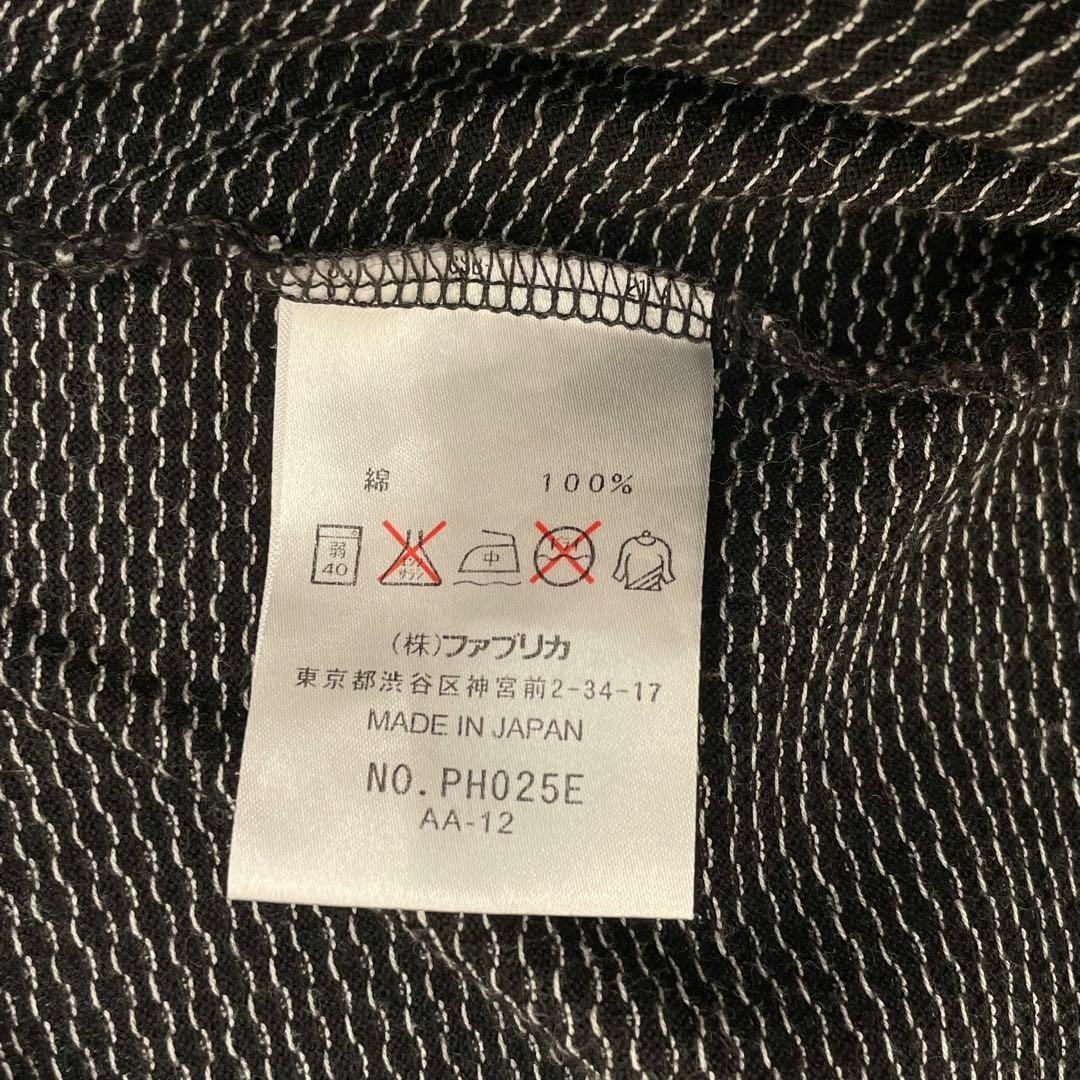 綿 100%
弱 中
40
(株)ファブリカ
東京都渋谷区神宮前2-34-17
MADE IN JAPAN
NO.PH025E
AA-12